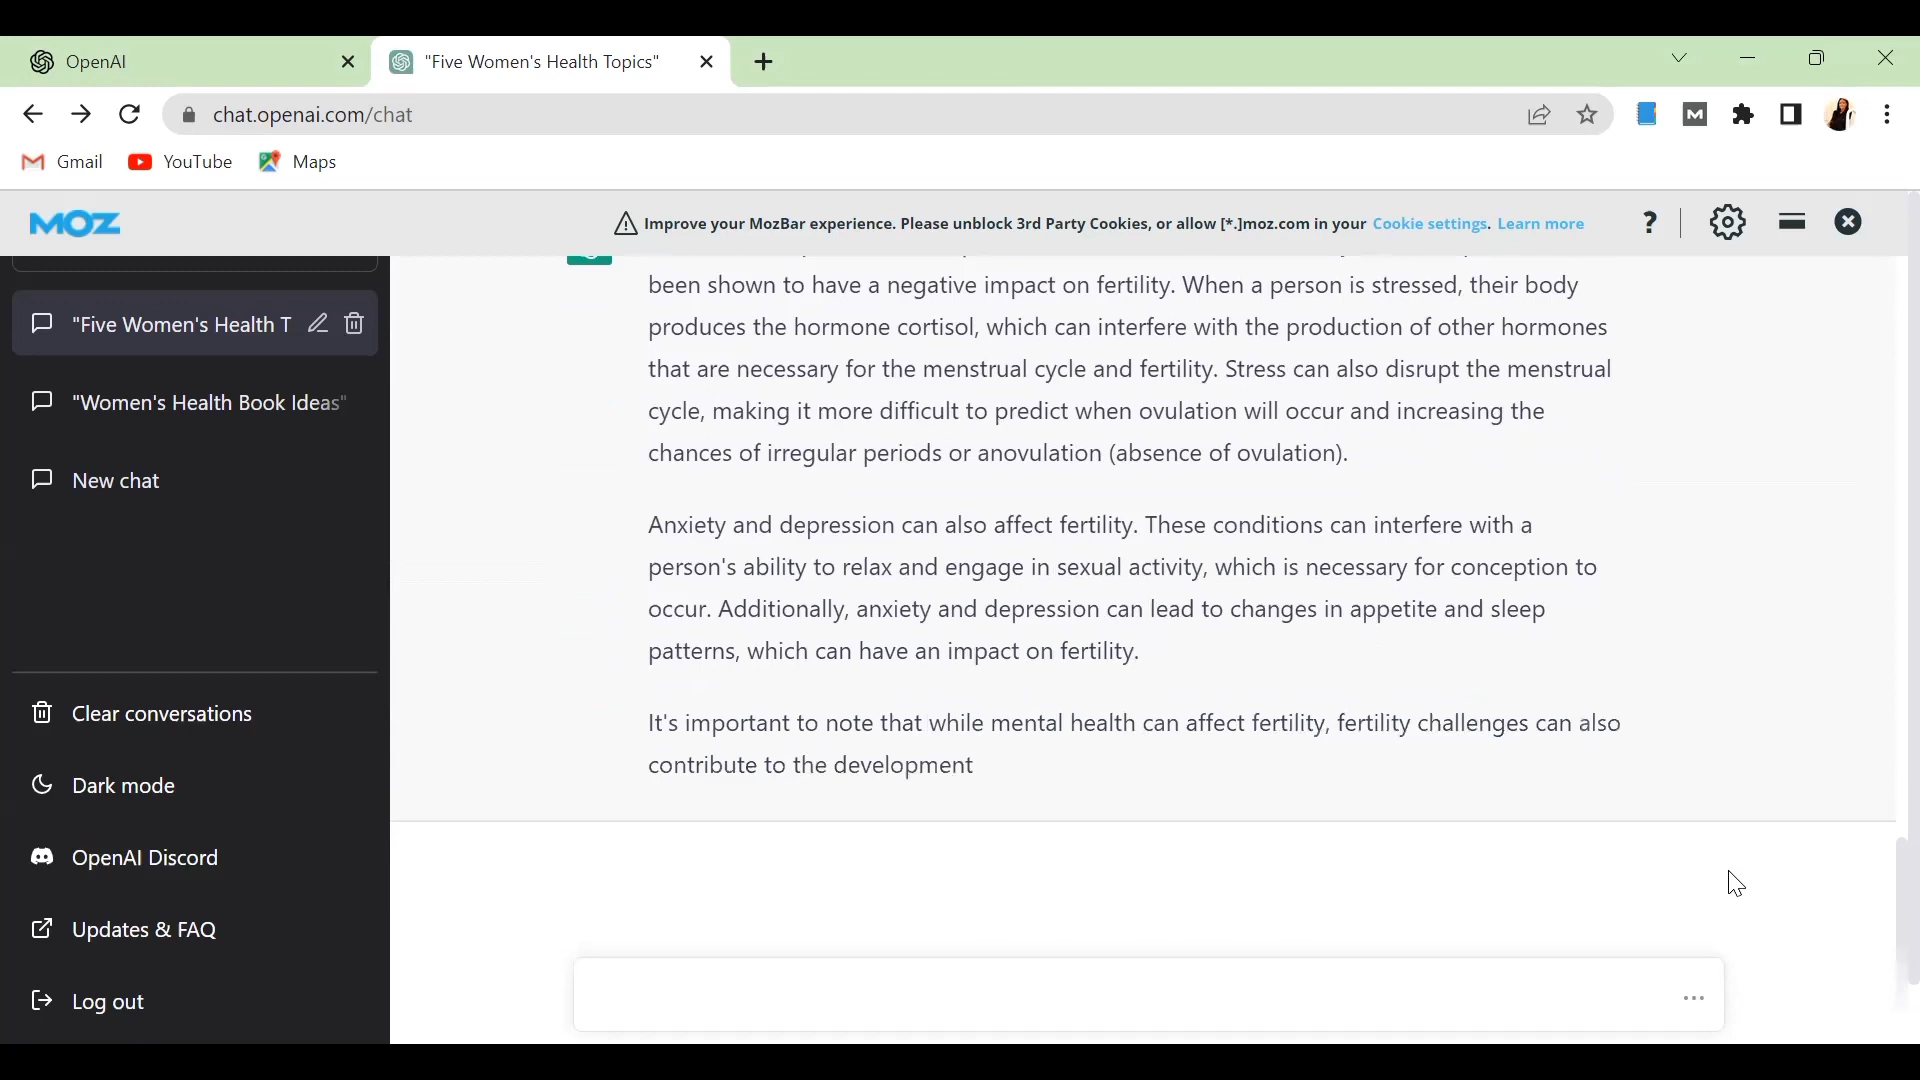 OpenAI
"Five Women's Health Topics"
chat.openai.com/chat
Gmail
YouTube
Maps
MOZ
Improve your MozBar experience. Please unblock 3rd Party Cookies, or allow [*.]moz.com in your Cookie settings. Learn more
?
"Five Women's Health T
"Women's Health Book Ideas"
New chat
Clear conversations
Dark mode
OpenAI Discord
Updates & FAQ
Log out
been shown to have a negative impact on fertility. When a person is stressed, their body
produces the hormone cortisol, which can interfere with the production of other hormones
that are necessary for the menstrual cycle and fertility. Stress can also disrupt the menstrual
cycle, making it more difficult to predict when ovulation will occur and increasing the
chances of irregular periods or anovulation (absence of ovulation).
Anxiety and depression can also affect fertility. These conditions can interfere with a
person's ability to relax and engage in sexual activity, which is necessary for conception to
occur. Additionally, anxiety and depression can lead to changes in appetite and sleep
patterns, which can have an impact on fertility.
It's important to note that while mental health can affect fertility, fertility challenges can also
contribute to the development